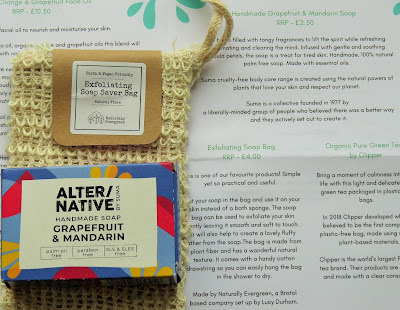 Orange & Grapefruit Face Oil
RRP - £10.50
cial oil to nourish and moisturise your skin.
oil, orange
and grapefruit oils this blend will
Handmade Grapefruit & Mandarin Soap
RRP - £2.50
is filled with tangy fragrances to lift the spirit while refreshing
and clearing the mind. Infused with gentle and soothing
petals, the soap is a treat for tired skin. Handmade, 100% natural
palm free soap. Made with essential oils.
Suma cruelty-free body care range is created using the natural powers of
plants that love your skin and respect our planet.
Suma is a collective founded in 1977 by
a liberally-minded group of people who believed there was a better way
and they actively set out to create it.
Exfoliating Soap Bag
RRP - £4.00
is one of our favourite products! Simple
yet so practical and useful.
your soap in the bag and use it on your
skin instead of a bath sponge. The soap
bag can be used to exfoliate your skin
gently leaving it smooth and soft to touch.
will also help to create a lovely fluffy
lather from the soap. The bag is made from
plant fiber and has a wonderful natural
texture. It comes with a handy cotton
drawstring so you can easily hang the bag
in the shower to dry.
Made by Naturally Evergreen, a Bristol
based company set up by Lucy Durham.
Organic Pure Green Te
by Clipper
Bring a moment of calmness int
life with this light and delicate
green tea packaged in plastic
bags.
In 2018 Clipper developed wh
believed to be the first comp
plastic-free bag, made using
plant-based materials.
Clipper is the world's largest F
tea brand. Their products are
and made with a clear cons
Plastic & Vegan Friendly
Exfoliating
Soap Saver Bag
Natural Fibre
Naturally
Evergreen
ALTER/
NATIVE
BY SUMA
HANDMADE SOAP
GRAPEFRUIT
& MANDARIN
palm oil
free
paraben
free
SLS & SLES
free